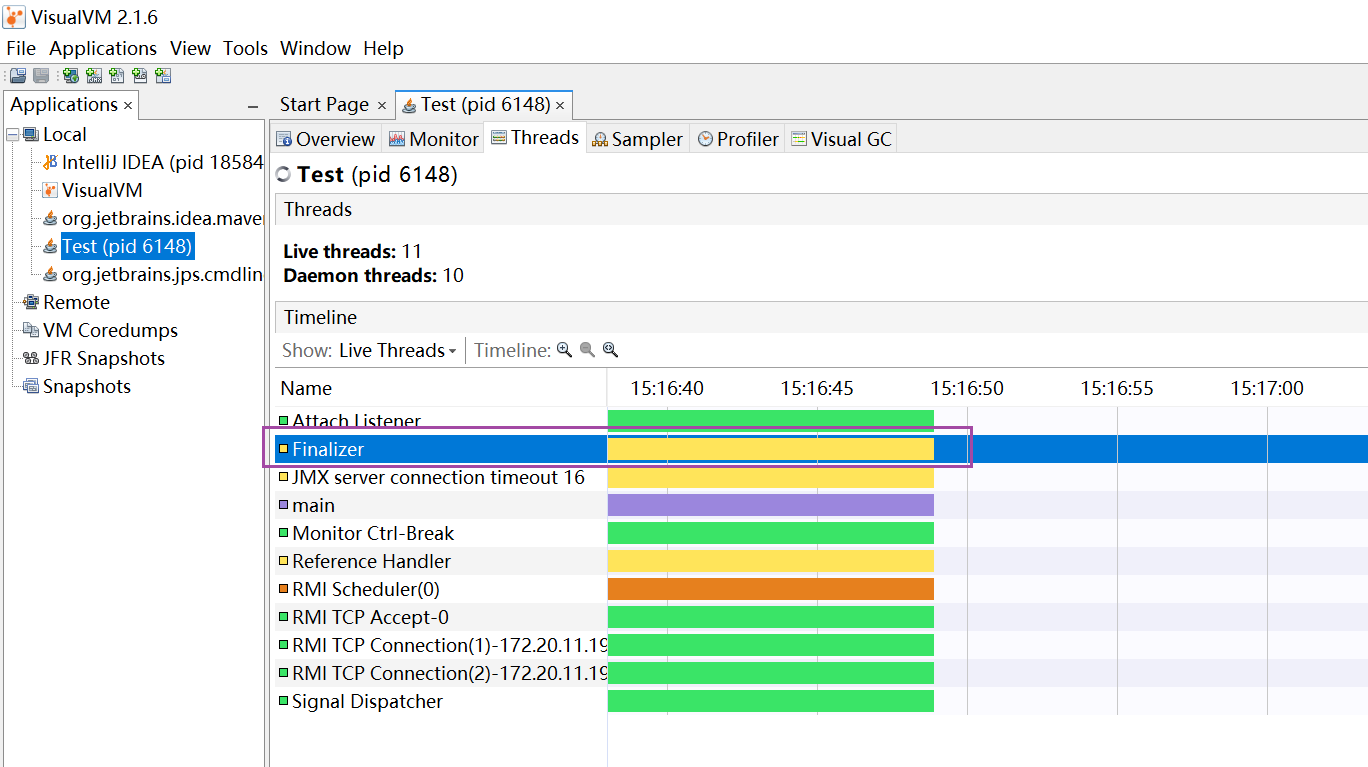 VisualVM 2.1.6
File Applications View Tools Window Help
Applications ×
Start Page ×
Test (pid 6148) ×
Local
IntelliJ IDEA (pid 18584
VisualVM
org.jetbrains.idea.maver
Test (pid 6148)
org.jetbrains.jps.cmdlin
Remote
VM Coredumps
JFR Snapshots
Snapshots
Overview Monitor Threads Sampler Profiler Visual GC
Test (pid 6148)
Threads
Live threads: 11
Daemon threads: 10
Timeline
Show: Live Threads Timeline:
Name 15:16:40 15:16:45 15:16:50 15:16:55 15:17:00
Attach Listener
Finalizer
JMX server connection timeout 16
main
Monitor Ctrl-Break
Reference Handler
RMI Scheduler(0)
RMI TCP Accept-0
RMI TCP Connection(1)-172.20.11.19
RMI TCP Connection(2)-172.20.11.19
Signal Dispatcher